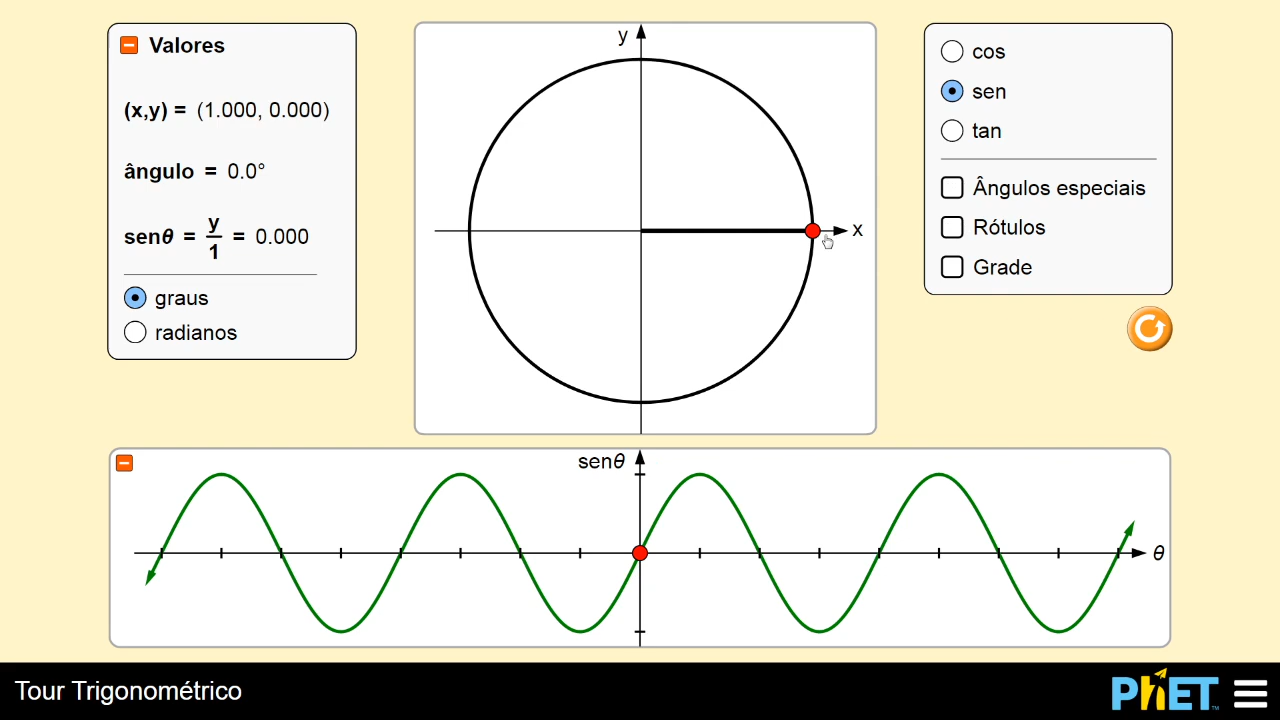 Valores
(x,y) = (1.000, 0.000)
ângulo = 0.0°
senθ = y/1 = 0.000
graus
radianos
y
x
cos
sen
tan
Ângulos especiais
Rótulos
Grade
senθ
θ
Tour Trigonométrico
PhET